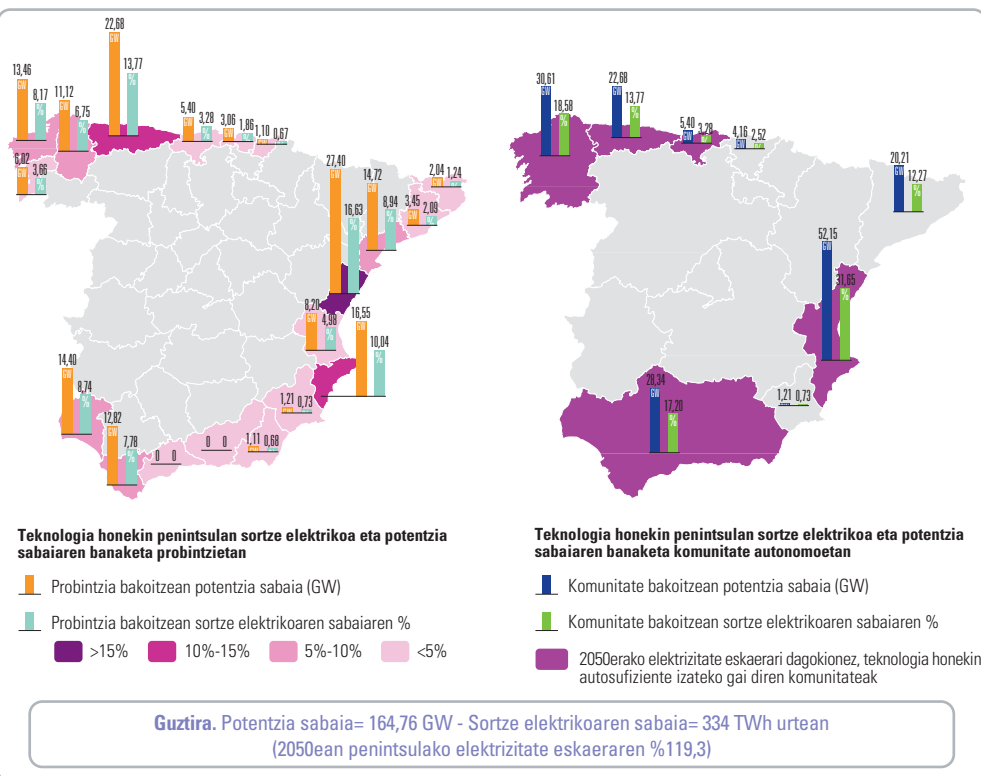 22,68
GW
13,77
%
13,46
GW
8,17
%
11,12
GW
6,75
%
5,40
GW
3,28
%
3,06
GW
1,86
%
1,10
GW
0,67
6,02
GW
3,66
%
27,40
GW
16,63
%
14,72
GW
8,94
%
2,04
GW
1,24
%
3,45
GW
2,09
%
8,20
GW
4,98
%
16,55
GW
10,04
%
14,40
GW
8,74
%
12,82
GW
7,78
%
0 0
0 0
1,11
GW
0,68
%
1,21
GW
0,73
30,61
GW
18,58
%
22,68
GW
13,77
%
5,40
GW
3,28
%
4,16
GW
2,52
%
20,21
GW
12,27
%
52,15
GW
31,65
%
28,34
GW
17,20
%
1,21 0,73
Teknologia honekin penintsulan sortze elektrikoa eta potentzia
sabaiaren banaketa probintzietan
Probintzia bakoitzean potentzia sabaia (GW)
Probintzia bakoitzean sortze elektrikoaren sabaiaren %
>15% 10%-15% 5%-10% <5%
Teknologia honekin penintsulan sortze elektrikoa eta potentzia
sabaiaren banaketa komunitate autonomoetan
Komunitate bakoitzean potentzia sabaia (GW)
Komunitate bakoitzean sortze elektrikoaren sabaiaren %
2050erako elektrizitate eskaerari dagokionez, teknologia honekin
autosufiziente izateko gai diren komunitateak
Guztira. Potentzia sabaia= 164,76 GW - Sortze elektrikoaren sabaia= 334 TWh urtean
(2050ean penintsulako elektrizitate eskaeraren %119,3)